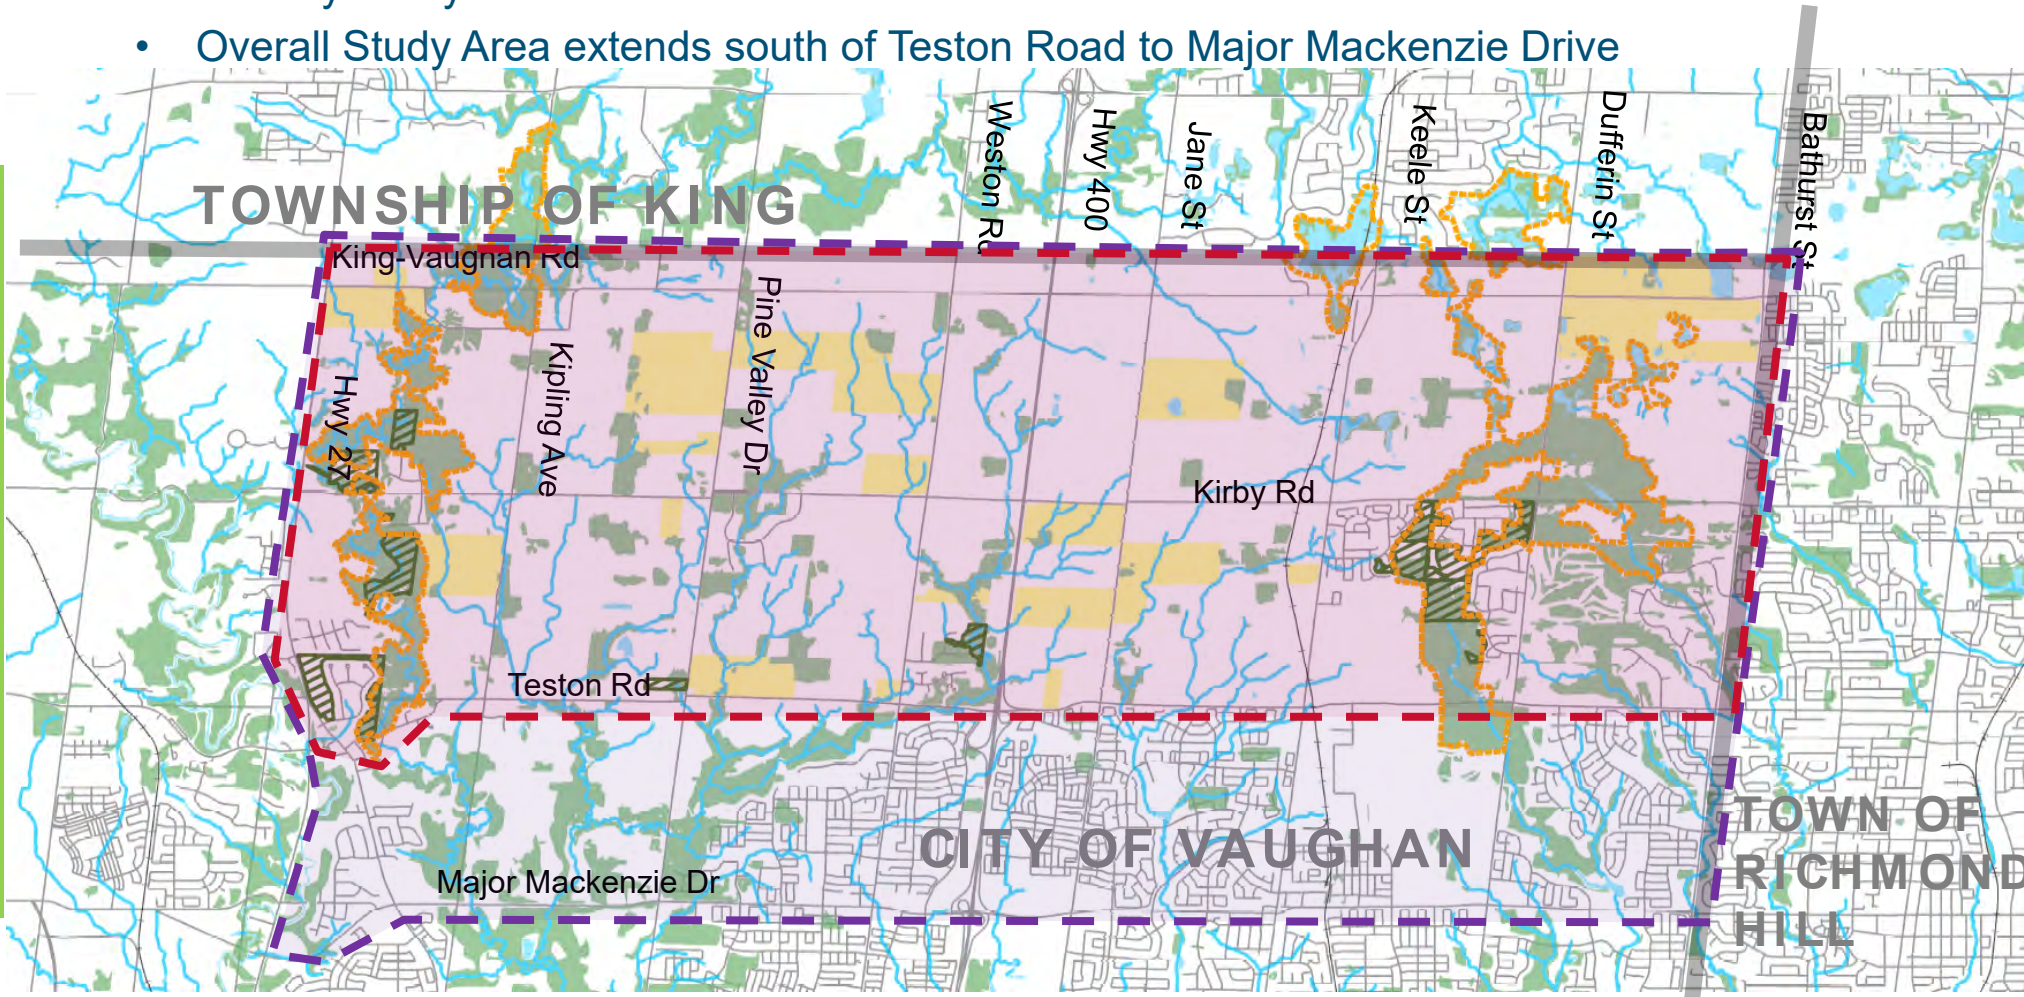 • Overall Study Area extends south of Teston Road to Major Mackenzie Drive
Weston Rd
Hwy 400
Jane St
Keele St
Dufferin St
Bathurst St
TOWNSHIP OF KING
King-Vaughan Rd
Pine Valley Dr
Kipling Ave
Hwy 27
Kirby Rd
Teston Rd
CITY OF VAUGHAN
Major Mackenzie Dr
TOWN OF
RICHMOND
HILL